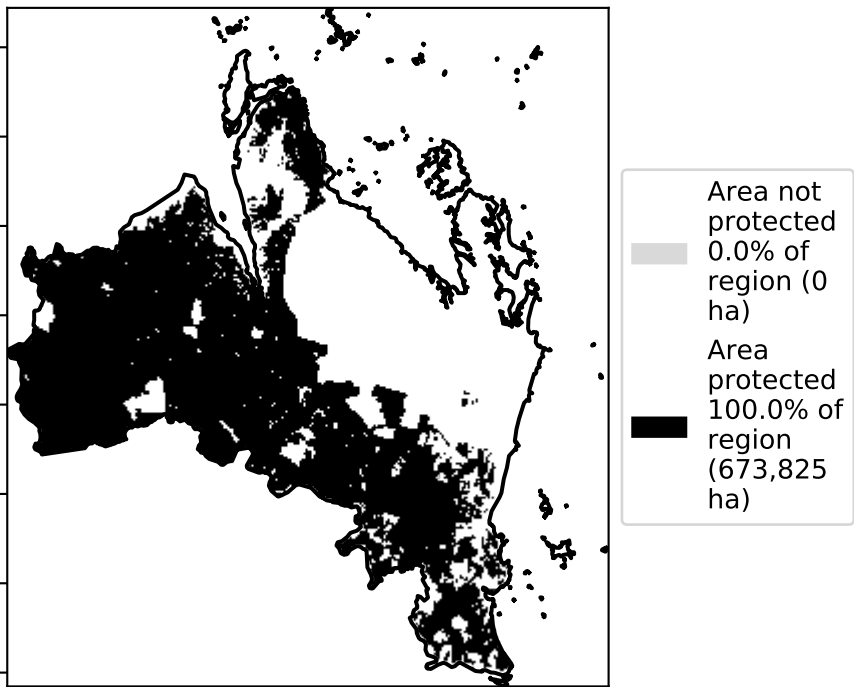 Area not
protected
0.0% of
region (0
ha)
Area
protected
100.0% of
region
(673,825
ha)